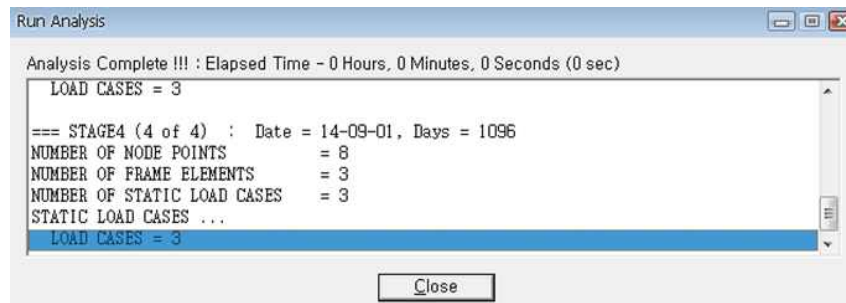 Run Analysis
Analysis Complete !!! : Elapsed Time - 0 Hours, 0 Minutes, 0 Seconds (0 sec)
LOAD CASES = 3
=== STAGE4 (4 of 4) : Date = 14-09-01, Days = 1096
NUMBER OF NODE POINTS = 8
NUMBER OF FRAME ELEMENTS = 3
NUMBER OF STATIC LOAD CASES = 3
STATIC LOAD CASES ...
LOAD CASES = 3
Close